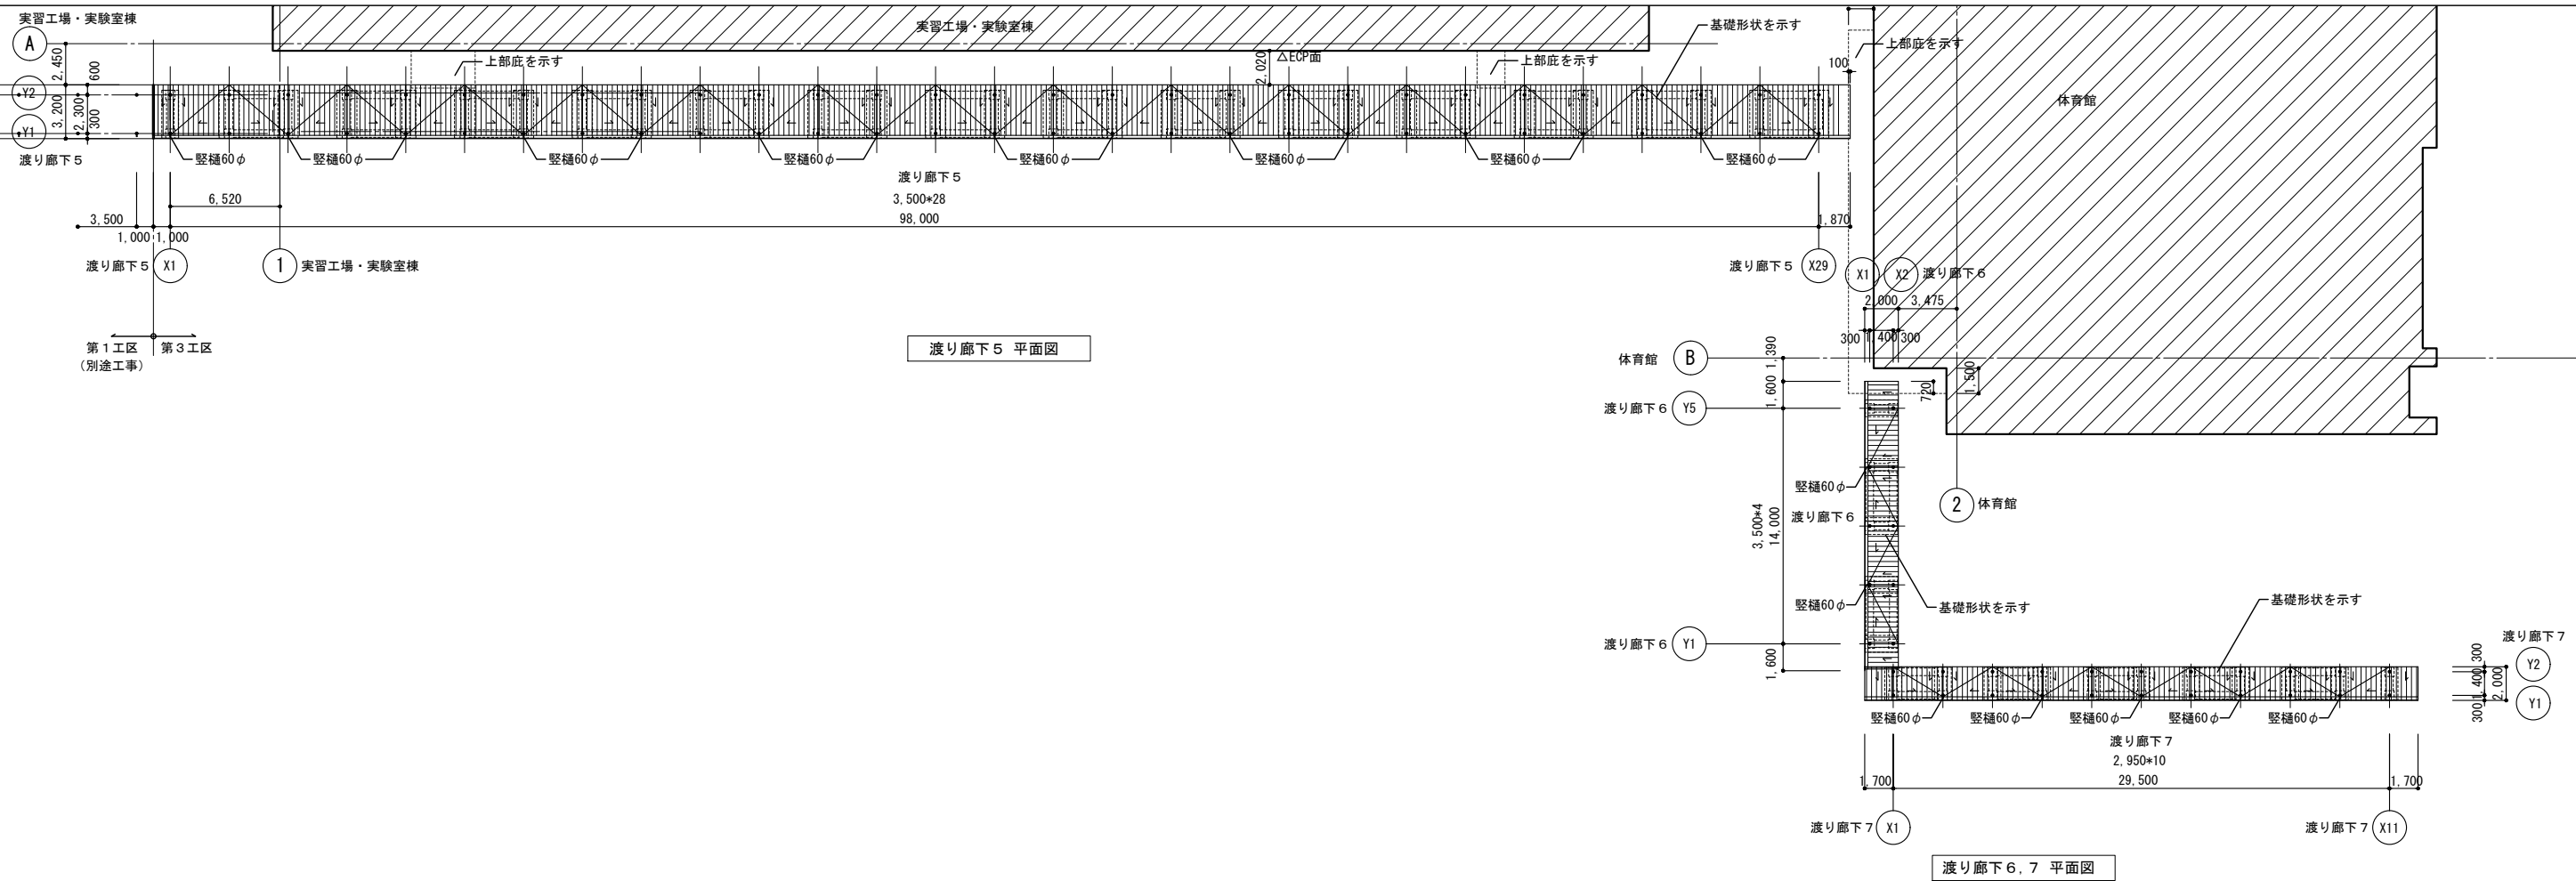 実習工場・実験室棟
A
実習工場・実験室棟
基礎形状を示す
上部庇を示す
△ECP面
上部庇を示す
上部庇を示す
2,450
600
2,020
100
体育館
Y2
3,200
2,300
300
Y1
渡り廊下5
竪樋60φ
竪樋60φ
竪樋60φ
竪樋60φ
竪樋60φ
竪樋60φ
竪樋60φ
竪樋60φ
渡り廊下5
3,500*28
98,000
6,520
3,500
1,000
1,000
1,870
渡り廊下5
X1
1
実習工場・実験室棟
渡り廊下5
X29
X1
X2
渡り廊下6
2,000
3,475
300
1,400
300
第1工区
第3工区
(別途工事)
渡り廊下5 平面図
体育館
B
1,390
1,600
720
1,500
渡り廊下6
Y5
竪樋60φ
2
体育館
渡り廊下6
3,500*4
14,000
竪樋60φ
基礎形状を示す
基礎形状を示す
渡り廊下6
Y1
1,600
渡り廊下7
Y2
Y1
300
1,400
300
2,000
竪樋60φ
竪樋60φ
竪樋60φ
竪樋60φ
竪樋60φ
渡り廊下7
2,950*10
29,500
1,700
1,700
渡り廊下7
X1
渡り廊下7
X11
渡り廊下6,7 平面図